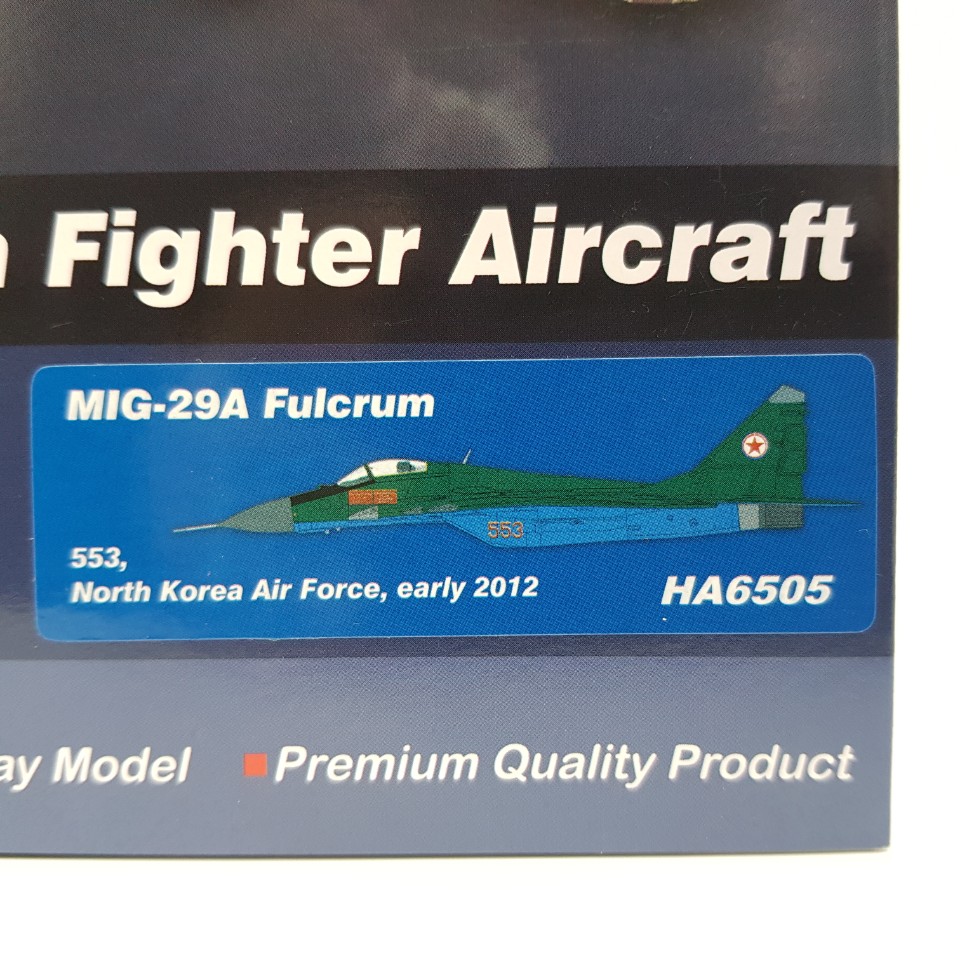 Fighter Aircraft
MIG-29A Fulcrum
553
553,
North Korea Air Force, early 2012
HA6505
ay Model
Premium Quality Product